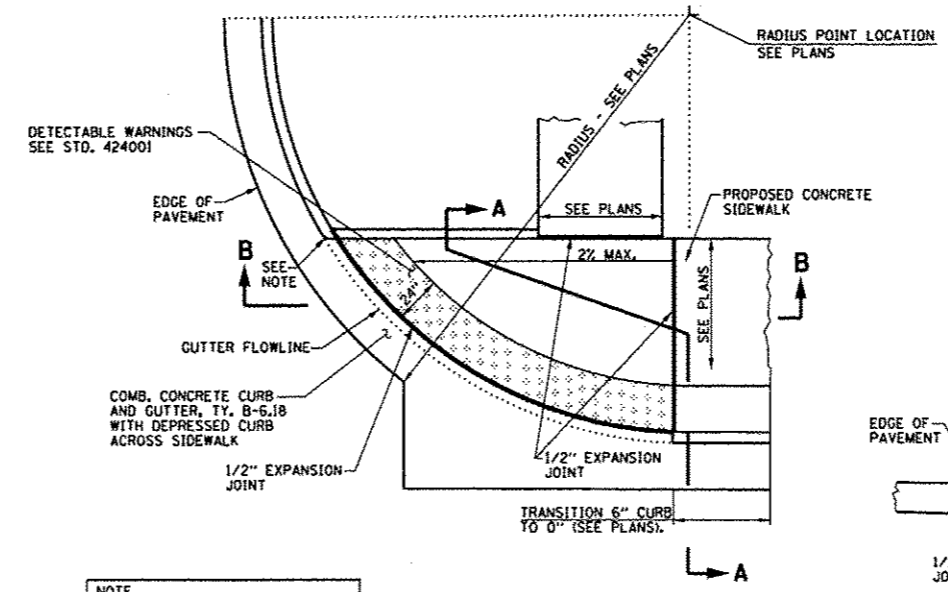 RADIUS POINT LOCATION
SEE PLANS
RADIUS - SEE PLANS
DETECTABLE WARNINGS
SEE STD. 424001
EDGE OF
PAVEMENT
A
SEE PLANS
PROPOSED CONCRETE
SIDEWALK
B
SEE
NOTE
2% MAX.
B
24"
SEE PLANS
GUTTER FLOWLINE
COMB. CONCRETE CURB
AND GUTTER, TY. B-6.18
WITH DEPRESSED CURB
ACROSS SIDEWALK
EDGE OF
PAVEMENT
1/2" EXPANSION
JOINT
1/2" EXPANSION
JOINT
TRANSITION 6" CURB
TO 0" (SEE PLANS).
A
NOTE